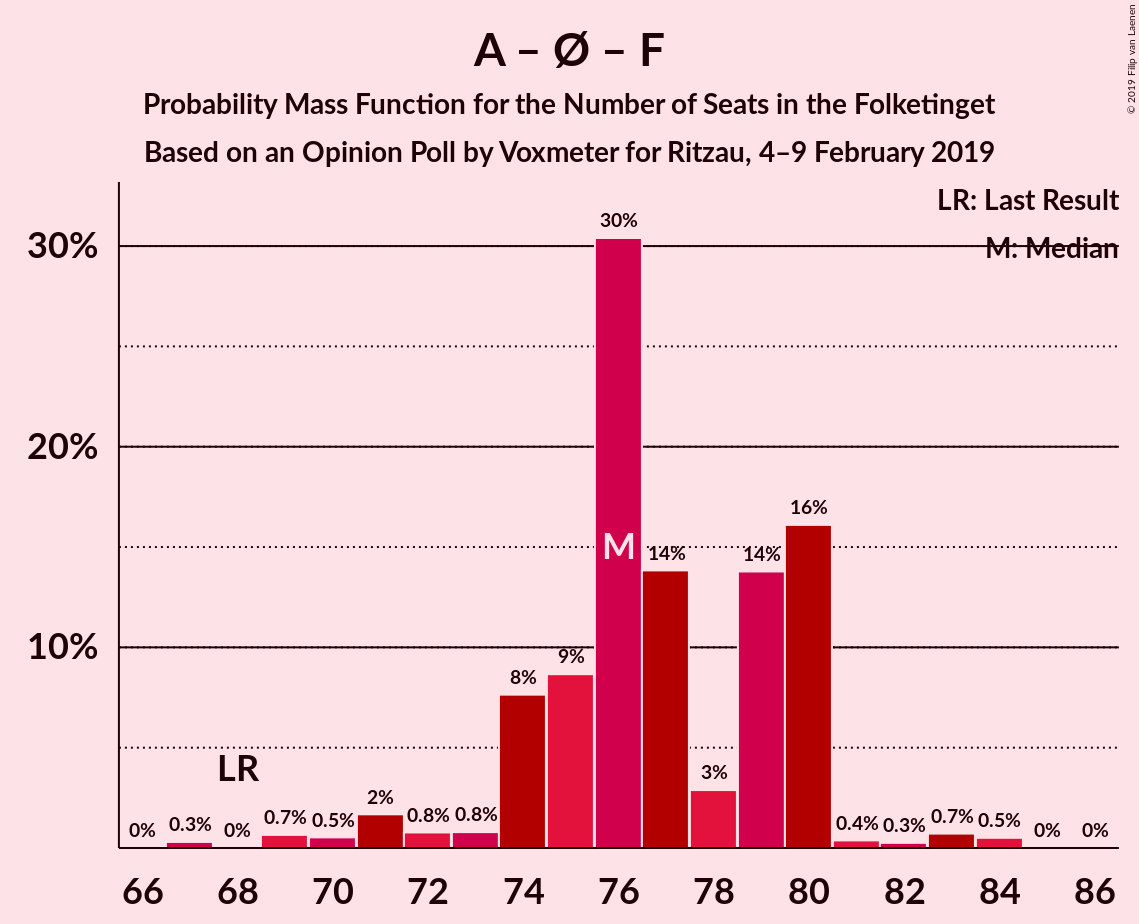 A – Ø – F
Probability Mass Function for the Number of Seats in the Folketinget
Based on an Opinion Poll by Voxmeter for Ritzau, 4–9 February 2019
© 2019 Filip van Laenen
LR: Last Result
M: Median
30%
20%
10%
0%
0.3%
0%
0.7%
0.5%
2%
0.8%
0.8%
8%
9%
30%
14%
3%
14%
16%
0.4%
0.3%
0.7%
0.5%
0%
0%
LR
M
66 68 70 72 74 76 78 80 82 84 86